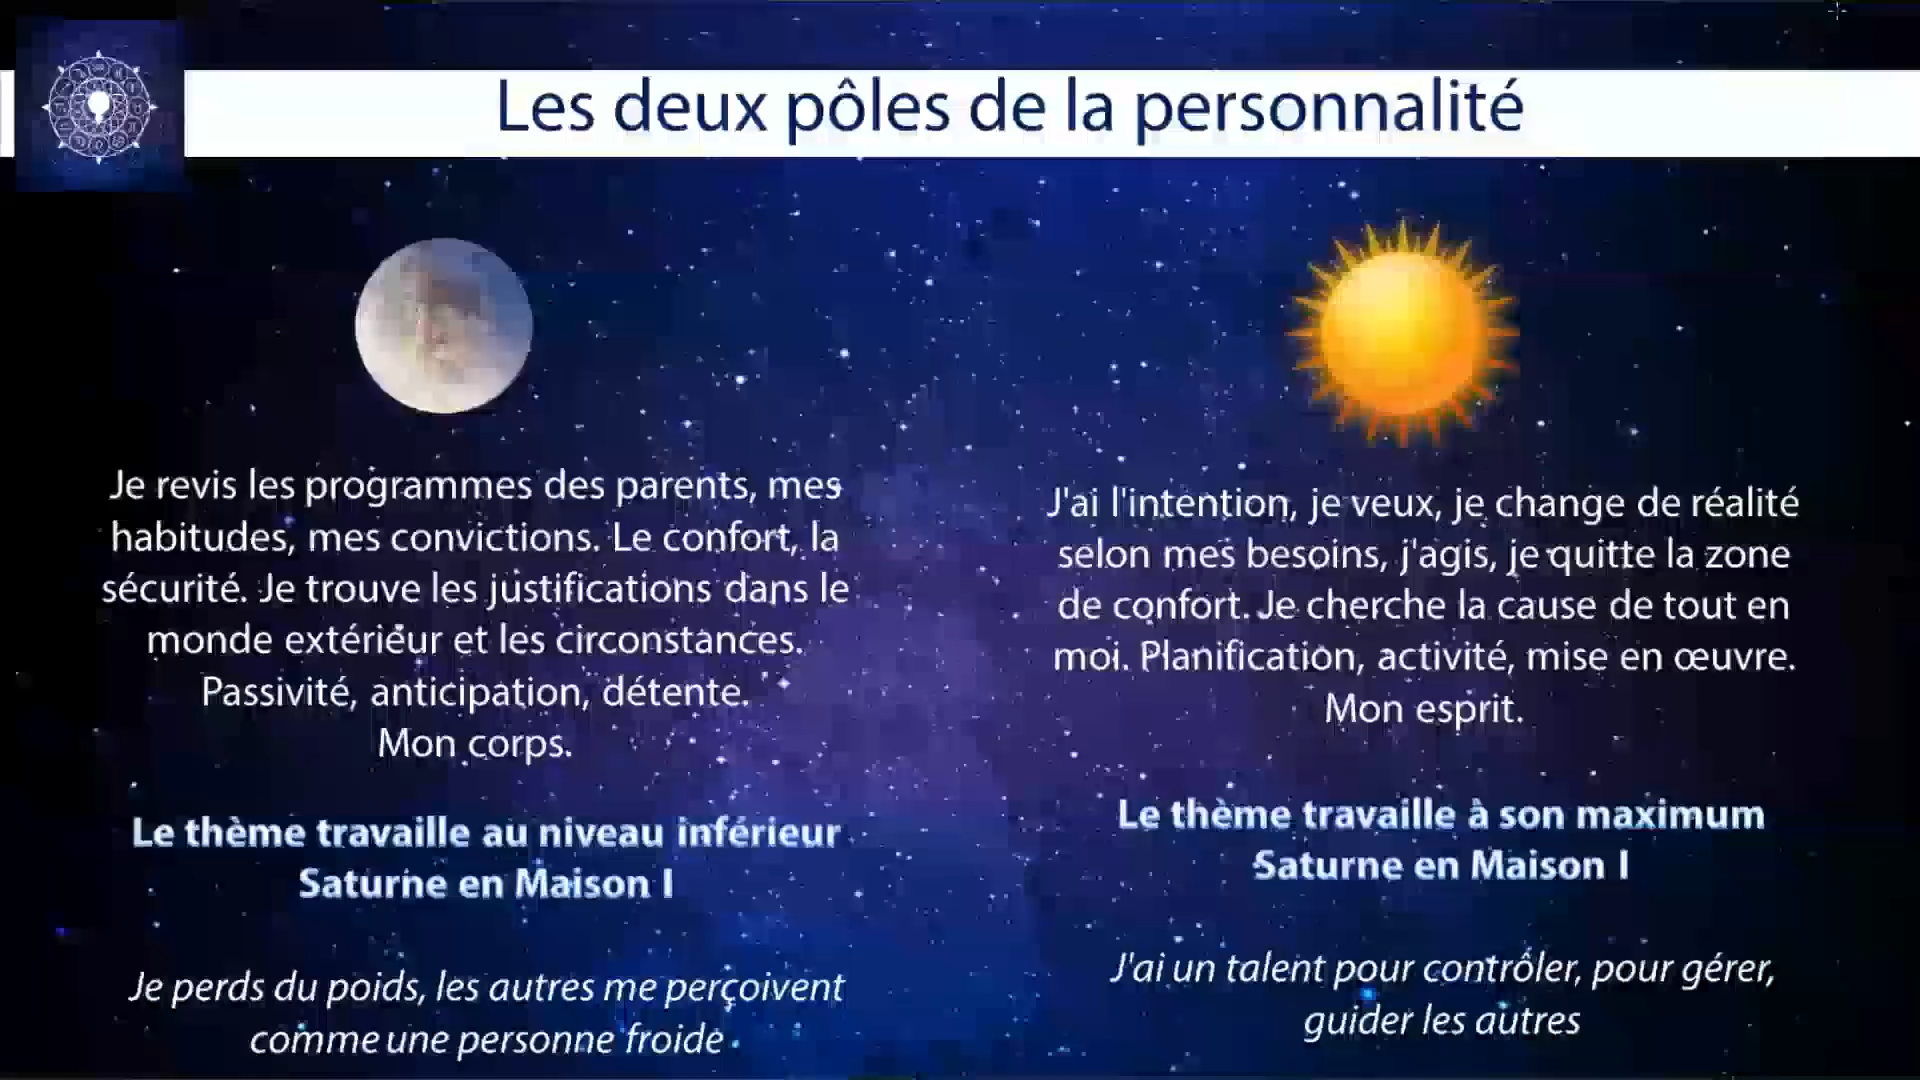 Les deux pôles de la personnalité
Je revis les programmes des parents, mes
habitudes, mes convictions. Le confort, la
sécurité. Je trouve les justifications dans le
monde extérieur et les circonstances.
Passivité, anticipation, détente.
Mon corps.
Le thème travaille au niveau inférieur
Saturne en Maison I
Je perds du poids, les autres me perçoivent
comme une personne froide
J'ai l'intention, je veux, je change de réalité
selon mes besoins, j'agis, je quitte la zone
de confort. Je cherche la cause de tout en
moi. Planification, activité, mise en œuvre.
Mon esprit.
Le thème travaille à son maximum
Saturne en Maison I
J'ai un talent pour contrôler, pour gérer,
guider les autres